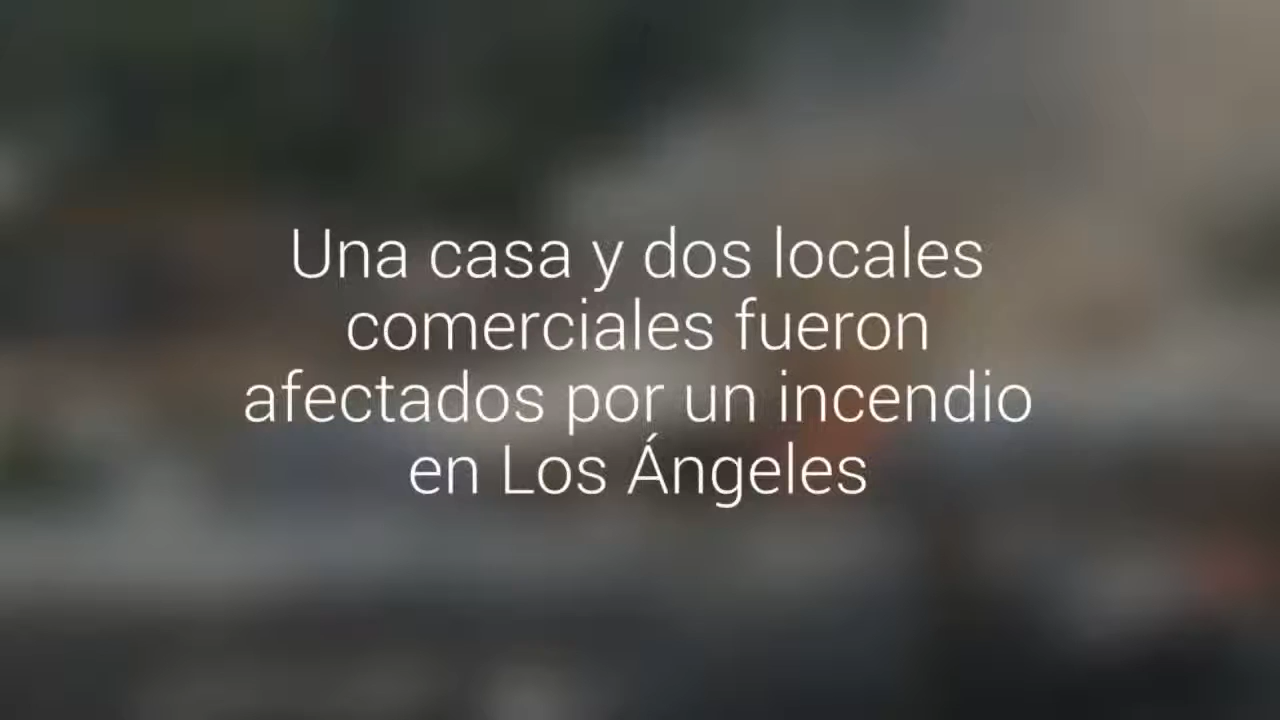 Una casa y dos locales
comerciales fueron
afectados por un incendio
en Los Ángeles